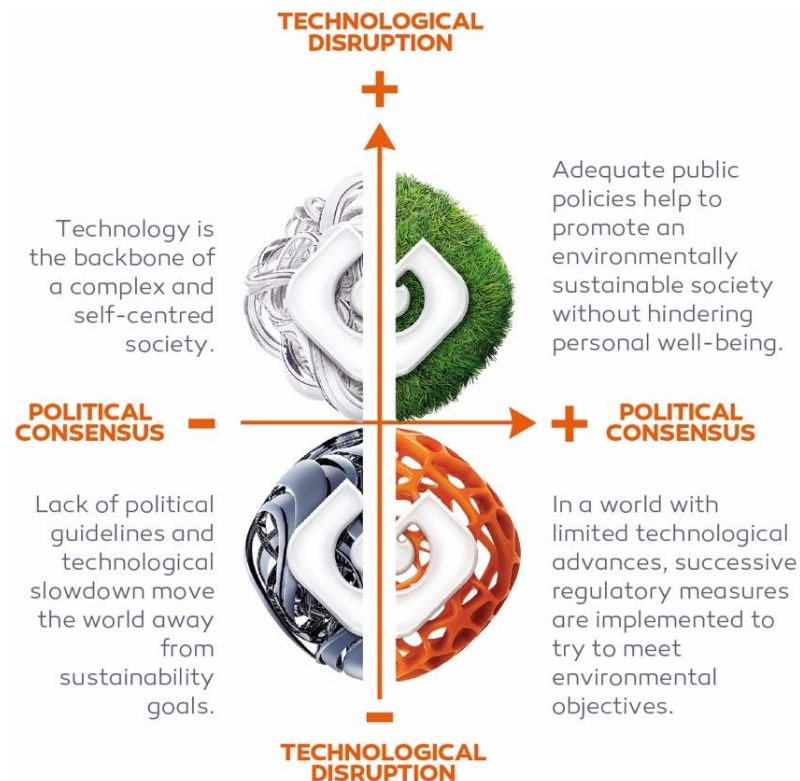 TECHNOLOGICAL
DISRUPTION
+
Technology is
the backbone of
a complex and
self-centred
society.
Adequate public
policies help to
promote an
environmentally
sustainable society
without hindering
personal well-being.
POLITICAL
CONSENSUS -
+ POLITICAL
CONSENSUS
Lack of political
guidelines and
technological
slowdown move
the world away
from
sustainability
goals.
In a world with
limited technological
advances, successive
regulatory measures
are implemented to
try to meet
environmental
objectives.
-
TECHNOLOGICAL
DISRUPTION